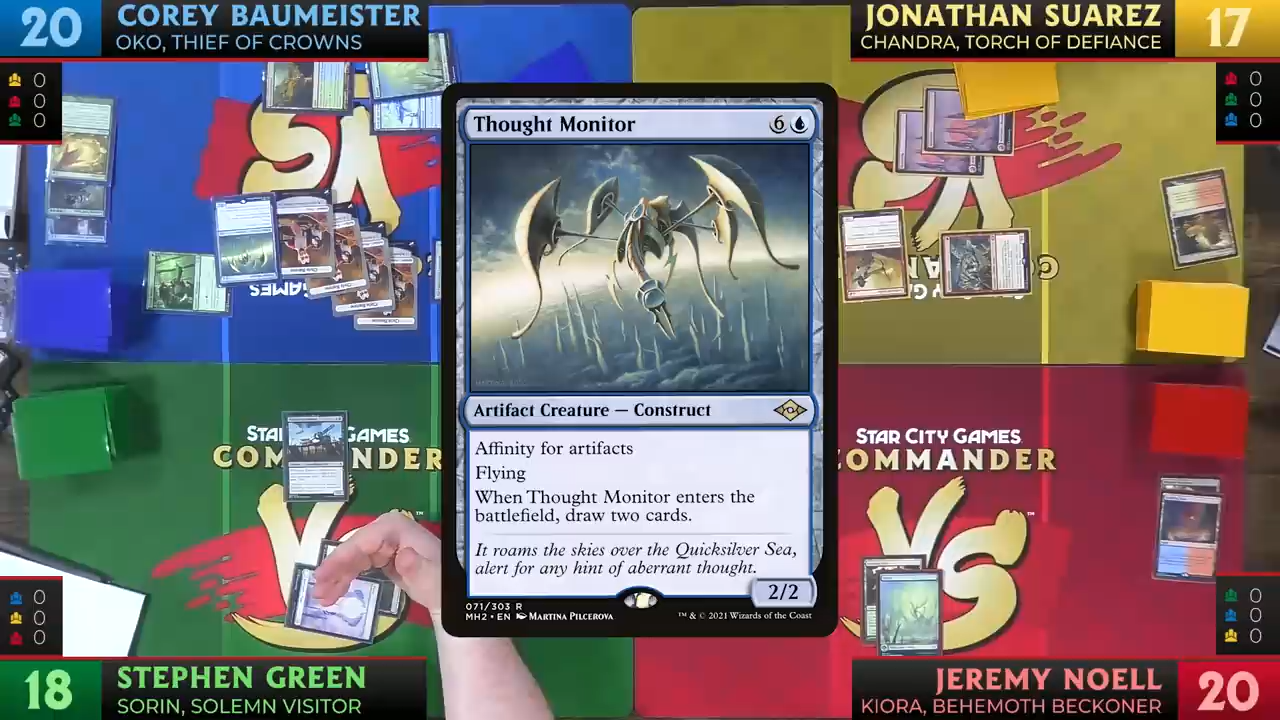 20
COREY BAUMEISTER
OKO, THIEF OF CROWNS
0
0
0
JONATHAN SUAREZ
CHANDRA, TORCH OF DEFIANCE
17
0
0
0
Thought Monitor
6
Artifact Creature — Construct
Affinity for artifacts
Flying
When Thought Monitor enters the
battlefield, draw two cards.
It roams the skies over the Quicksilver Sea,
alert for any hint of aberrant thought.
2/2
071/303 R
MH2 • EN MARTINA PILCEROVA
™ & © 2021 Wizards of the Coast
GAMES
STAR CITY GAMES
COMMANDER
VS
STAR CITY GAMES
COMMANDER
VS
0
0
0
18
STEPHEN GREEN
SORIN, SOLEMN VISITOR
0
0
0
JEREMY NOELL
KIORA, BEHEMOTH BECKONER
20